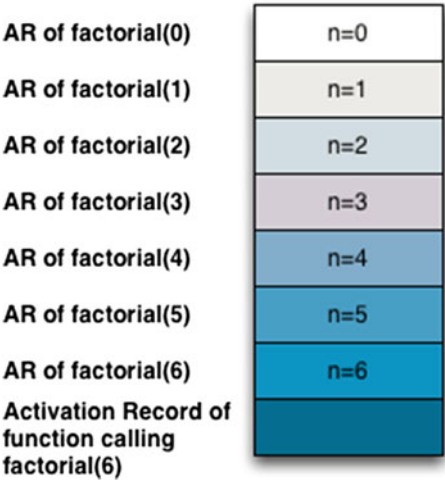 AR of factorial(0) n=0
AR of factorial(1) n=1
AR of factorial(2) n=2
AR of factorial(3) n=3
AR of factorial(4) n=4
AR of factorial(5) n=5
AR of factorial(6) n=6
Activation Record of
function calling
factorial(6)